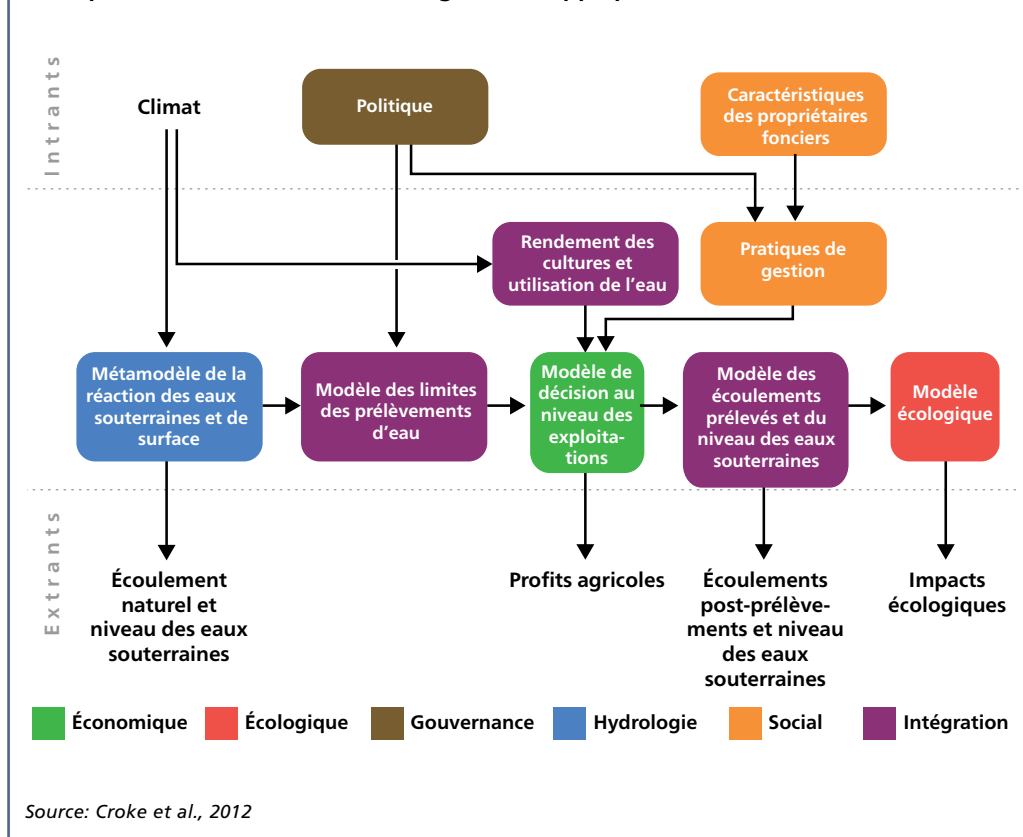 Intrants
Climat
Politique
Caractéristiques
des propriétaires
fonciers
Rendement des
cultures et
utilisation de l’eau
Pratiques de
gestion
Métamodèle de la
réaction des eaux
souterraines et de
surface
Modèle des limites
des prélèvements
d’eau
Modèle de
décision au
niveau des
exploita-
tions
Modèle des
écoulements
prélevés et du
niveau des eaux
souterraines
Modèle
écologique
Extrants
Écoulement
naturel et
niveau des eaux
souterraines
Profits agricoles
Écoulements
post-prélève-
ments et niveau
des eaux
souterraines
Impacts
écologiques
Économique
Écologique
Gouvernance
Hydrologie
Social
Intégration
Source: Croke et al., 2012